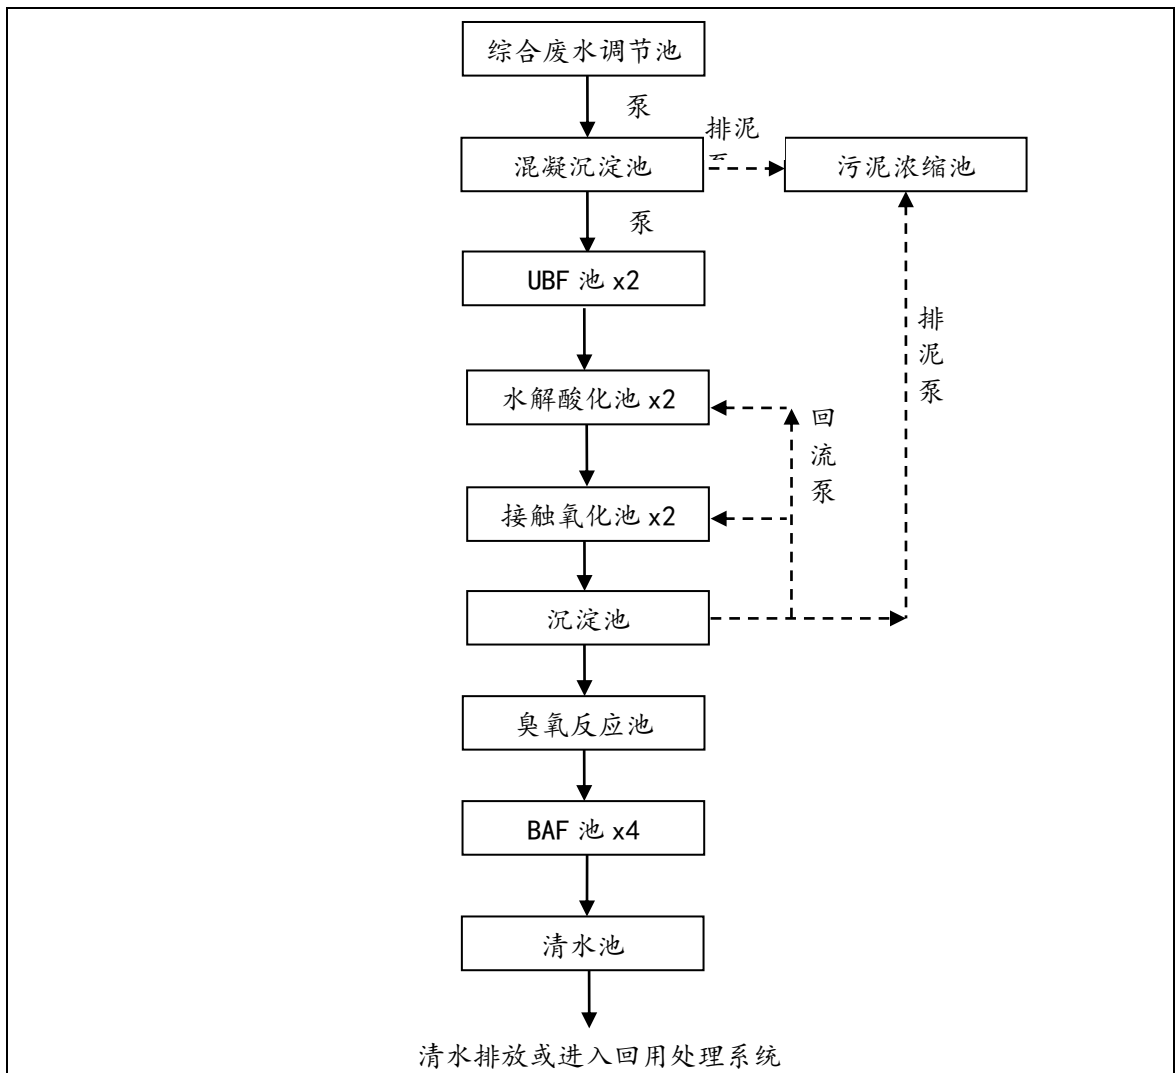 综合废水调节池
泵
排泥
混凝沉淀池
污泥浓缩池
泵
UBF 池 x2
排泥泵
水解酸化池 x2
回流泵
接触氧化池 x2
沉淀池
臭氧反应池
BAF 池 x4
清水池
清水排放或进入回用处理系统